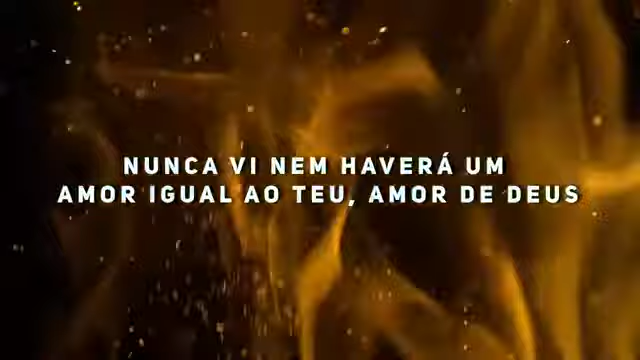 NUNCA VI NEM HAVERÁ UM
AMOR IGUAL AO TEU, AMOR DE DEUS